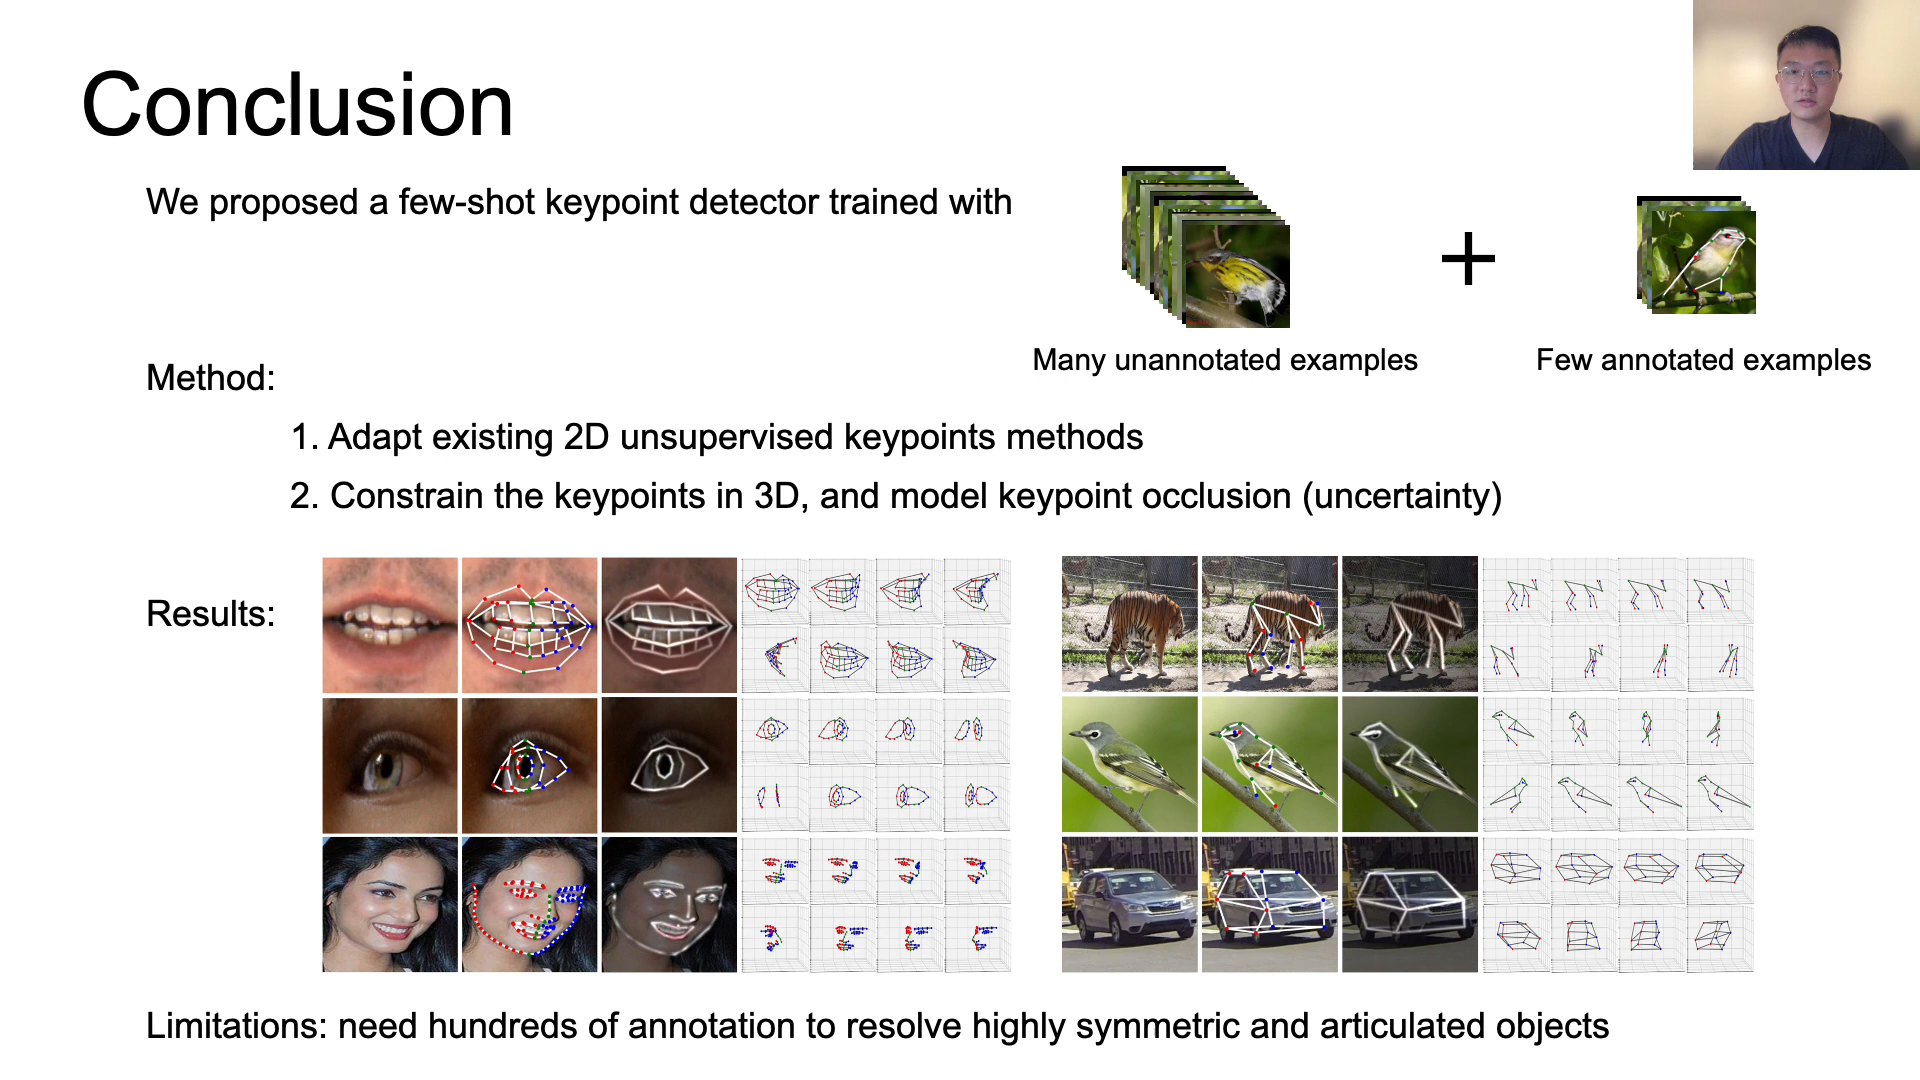 Conclusion
We proposed a few-shot keypoint detector trained with
Many unannotated examples
Few annotated examples
Method:
1. Adapt existing 2D unsupervised keypoints methods
2. Constrain the keypoints in 3D, and model keypoint occlusion (uncertainty)
Results:
Limitations: need hundreds of annotation to resolve highly symmetric and articulated objects